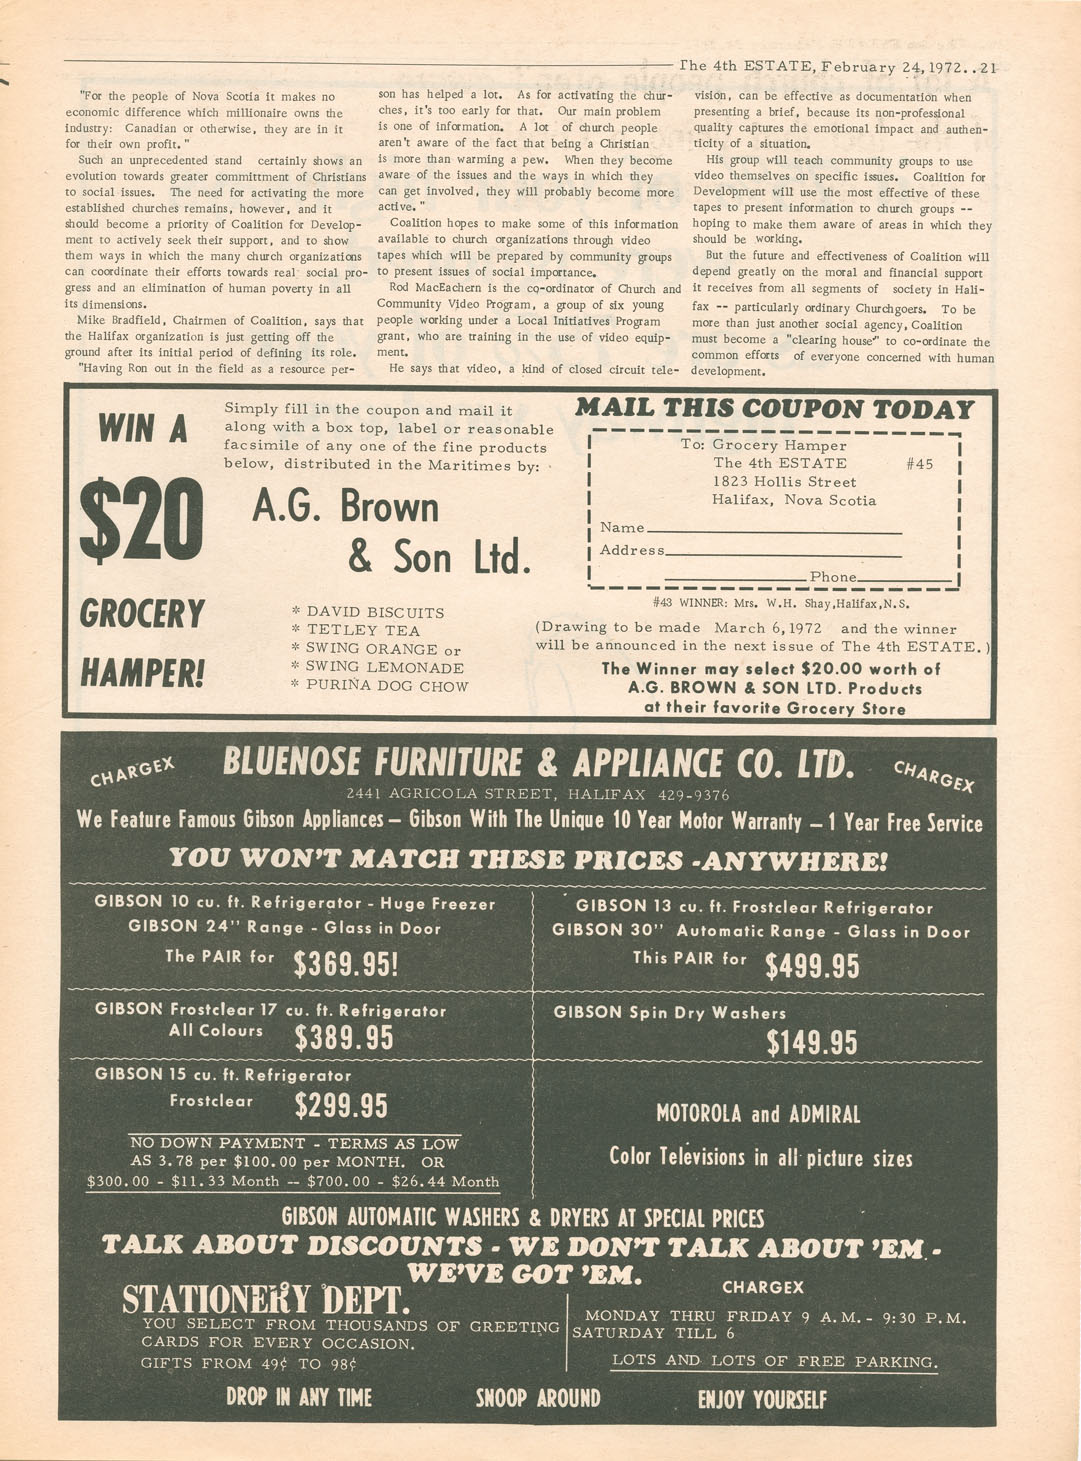 The 4th ESTATE, February 24, 1972..21
"For the people of Nova Scotia it makes no
economic difference which millionaire owns the
industry: Canadian or otherwise, they are in it
for their own profit."
Such an unprecedented stand certainly shows an
evolution towards greater committment of Christians
to social issues. The need for activating the more
established churches remains, however, and it
should become a priority of Coalition for Develop-
ment to actively seek their support, and to show
them ways in which the many church organizations
can coordinate their efforts towards real social pro-
gress and an elimination of human poverty in all
its dimensions.
Mike Bradfield, Chairmen of Coalition, says that
the Halifax organization is just getting off the
ground after its initial period of defining its role.
"Having Ron out in the field as a resource per-
son has helped a lot. As for activating the chur-
ches, it's too early for that. Our main problem
is one of information. A lot of church people
aren't aware of the fact that being a Christian
is more than warming a pew. When they become
aware of the issues and the ways in which they
can get involved, they will probably become more
active."
Coalition hopes to make some of this information
available to church organizations through video
tapes which will be prepared by community groups
to present issues of social importance.
Rod MacEachern is the co-ordinator of Church and
Community Video Program, a group of six young
people working under a Local Initiatives Program
grant, who are training in the use of video equip-
ment.
He says that video, a kind of closed circuit tele-
vision, can be effective as documentation when
presenting a brief, because its non-professional
quality captures the emotional impact and authen-
ticity of a situation.
His group will teach community groups to use
video themselves on specific issues. Coalition for
Development will use the most effective of these
tapes to present information to church groups --
hoping to make them aware of areas in which they
should be working.
But the future and effectiveness of Coalition will
depend greatly on the moral and financial support
it receives from all segments of society in Hali-
fax -- particularly ordinary Churchgoers. To be
more than just another social agency, Coalition
must become a "clearing house" to co-ordinate the
common efforts of everyone concerned with human
development.
WIN A
$20
GROCERY
HAMPER!
Simply fill in the coupon and mail it
along with a box top, label or reasonable
facsimile of any one of the fine products
below, distributed in the Maritimes by:
A.G. Brown
& Son Ltd.
* DAVID BISCUITS
* TETLEY TEA
* SWING ORANGE or
* SWING LEMONADE
* PURINA DOG CHOW
MAIL THIS COUPON TODAY
To: Grocery Hamper
The 4th ESTATE #45
1823 Hollis Street
Halifax, Nova Scotia
Name
Address
Phone
#43 WINNER: Mrs. W.H. Shay, Halifax, N.S.
(Drawing to be made March 6, 1972 and the winner
will be announced in the next issue of The 4th ESTATE.)
The Winner may select $20.00 worth of
A.G. BROWN & SON LTD. Products
at their favorite Grocery Store
CHARGEX
BLUENOSE FURNITURE & APPLIANCE CO. LTD.
CHARGEX
2441 AGRICOLA STREET, HALIFAX 429-9376
We Feature Famous Gibson Appliances – Gibson With The Unique 10 Year Motor Warranty – 1 Year Free Service
YOU WON'T MATCH THESE PRICES -ANYWHERE!
GIBSON 10 cu. ft. Refrigerator - Huge Freezer
GIBSON 24" Range - Glass in Door
The PAIR for $369.95!
GIBSON 13 cu. ft. Frostclear Refrigerator
GIBSON 30" Automatic Range - Glass in Door
This PAIR for $499.95
GIBSON Frostclear 17 cu. ft. Refrigerator
All Colours $389.95
GIBSON Spin Dry Washers
$149.95
GIBSON 15 cu. ft. Refrigerator
Frostclear $299.95
NO DOWN PAYMENT - TERMS AS LOW
AS 3.78 per $100.00 per MONTH. OR
$300.00 - $11.33 Month -- $700.00 - $26.44 Month
MOTOROLA and ADMIRAL
Color Televisions in all picture sizes
GIBSON AUTOMATIC WASHERS & DRYERS AT SPECIAL PRICES
TALK ABOUT DISCOUNTS - WE DON'T TALK ABOUT 'EM -
WE'VE GOT 'EM.
STATIONERY DEPT.
YOU SELECT FROM THOUSANDS OF GREETING
CARDS FOR EVERY OCCASION.
GIFTS FROM 49¢ TO 98¢
CHARGEX
MONDAY THRU FRIDAY 9 A.M. - 9:30 P.M.
SATURDAY TILL 6
LOTS AND LOTS OF FREE PARKING.
DROP IN ANY TIME SNOOP AROUND ENJOY YOURSELF